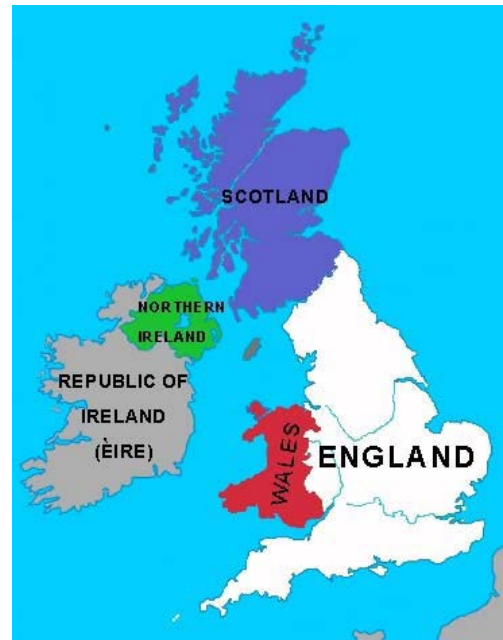 SCOTLAND
NORTHERN
IRELAND
REPUBLIC OF
IRELAND
(ÈIRE)
WALES
ENGLAND